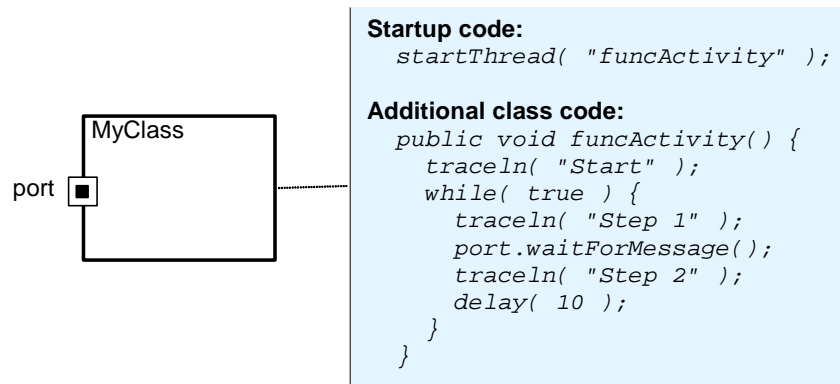 MyClass
port
Startup code:
startThread( "funcActivity" );
Additional class code:
public void funcActivity() {
traceln( "Start" );
while( true ) {
traceln( "Step 1" );
port.waitForMessage();
traceln( "Step 2" );
delay( 10 );
}
}